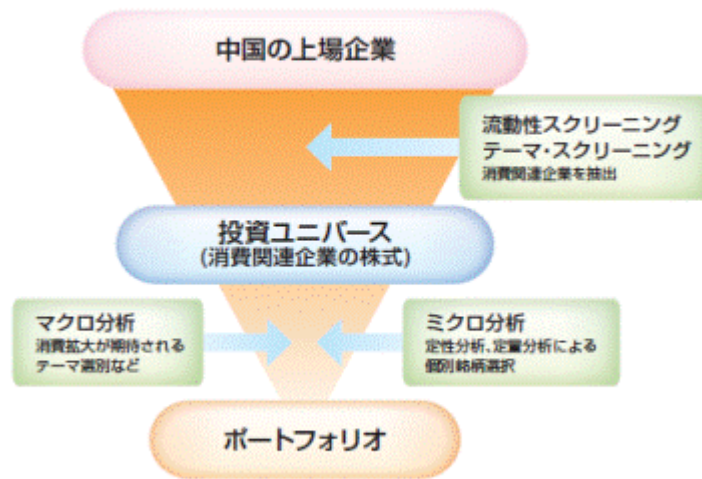 中国の上場企業
流動性スクリーニング
テーマ・スクリーニング
消費関連企業を抽出
投資ユニバース
(消費関連企業の株式)
マクロ分析
消費拡大が期待される
テーマ選別など
ミクロ分析
定性分析、定量分析による
個別銘柄選択
ポートフォリオ